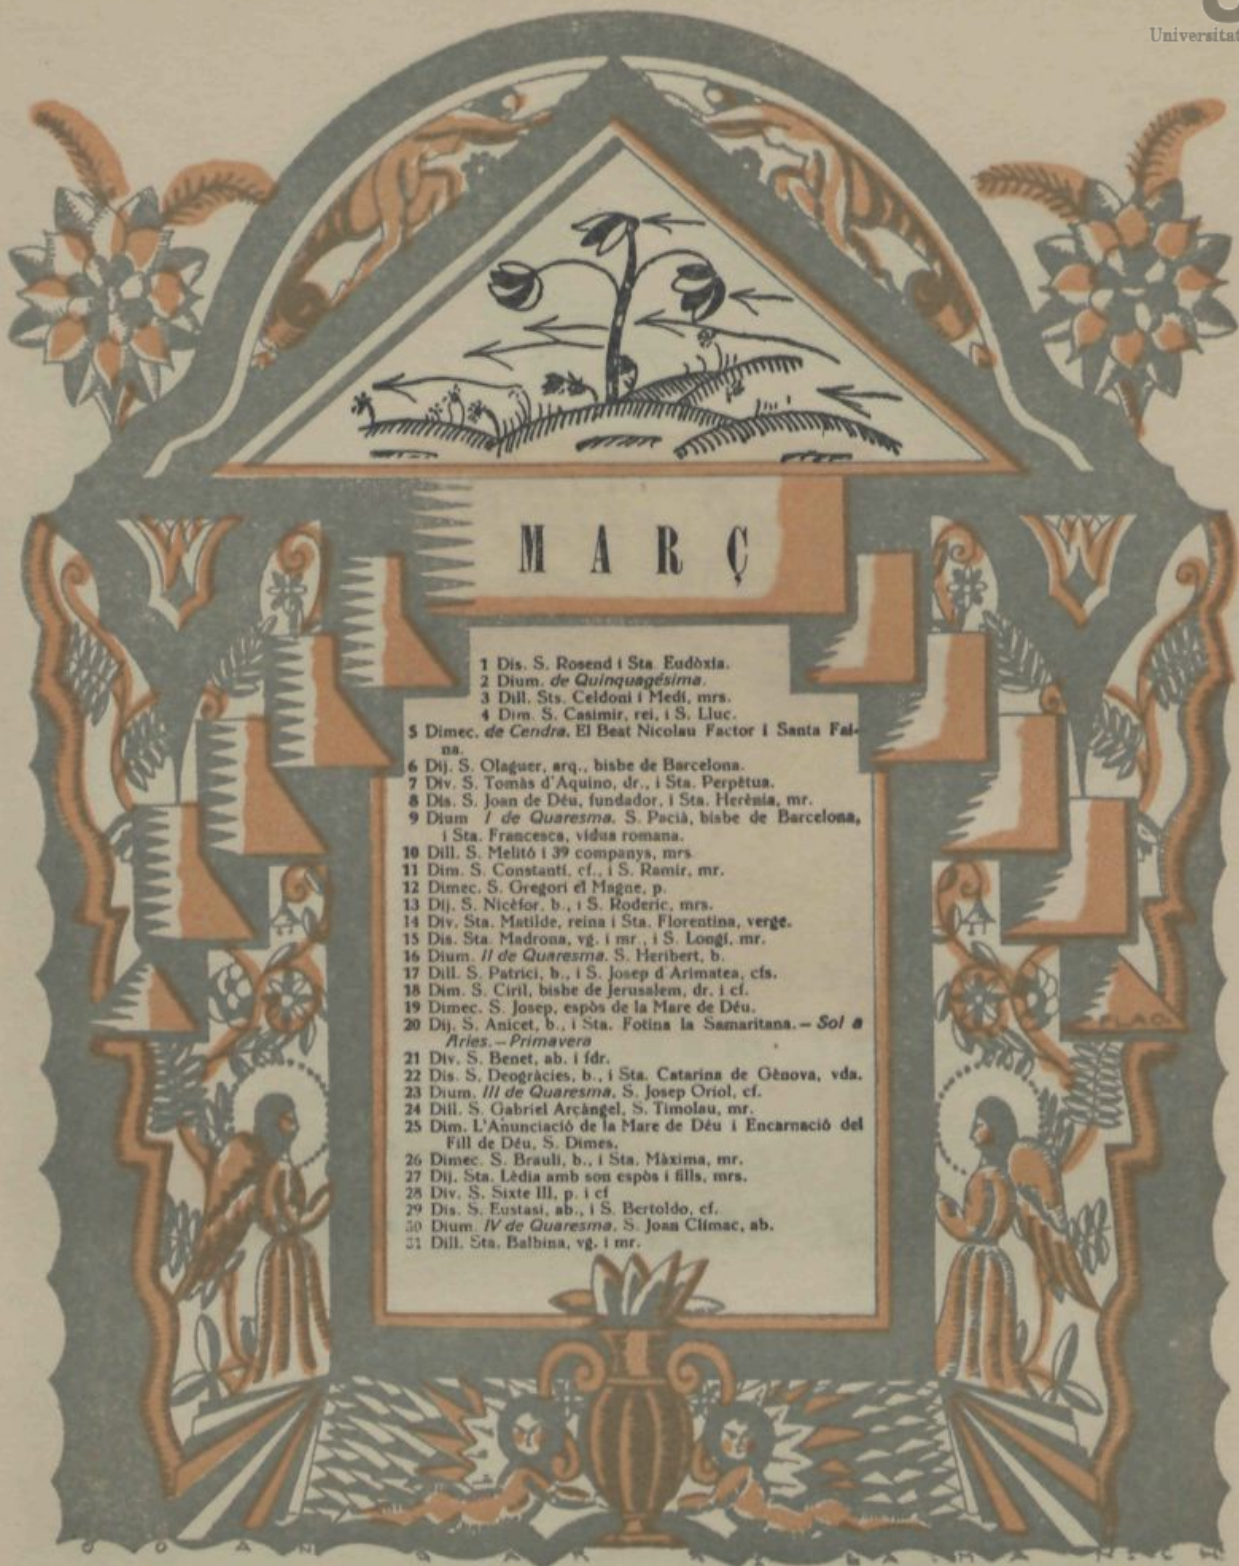 Universitat
MARÇ
1 Dis. S. Rosend i Sta. Eudòxia.
2 Dium. de Quinquagésima.
3 Dill. Sts. Celdoni i Medí, mrs.
4 Dim. S. Casimir, rei, i S. Lluc.
5 Dimec. de Cendra. El Beat Nicolau Factor i Santa Fai-
na.
6 Dij. S. Olaguer, arq., bisbe de Barcelona.
7 Div. S. Tomàs d'Aquino, dr., i Sta. Perpètua.
8 Dis. S. Joan de Déu, fundador, i Sta. Herènia, mr.
9 Dium I de Quaresma. S. Pacià, bisbe de Barcelona,
i Sta. Francesca, vidua romana.
10 Dill. S. Melitó i 39 companys, mrs
11 Dim. S. Constantí, cf., i S. Ramir, mr.
12 Dimec. S. Gregori el Magne, p.
13 Dij. S. Nicèfor, b., i S. Roderic, mrs.
14 Div. Sta. Matilde, reina i Sta. Florentina, verge.
15 Dis. Sta. Madrona, vg. i mr., i S. Longí, mr.
16 Dium. II de Quaresma. S. Heribert, b.
17 Dill. S. Patrici, b., i S. Josep d'Arimatea, cfs.
18 Dim. S. Ciril, bisbe de Jerusalem, dr. i cf.
19 Dimec. S. Josep, espòs de la Mare de Déu.
20 Dij. S. Anicet, b., i Sta. Fotina la Samaritana. – Sol a
Aries. – Primavera
21 Div. S. Benet, ab. i fdr.
22 Dis. S. Deogràcies, b., i Sta. Catarina de Gènova, vda.
23 Dium. III de Quaresma. S. Josep Oriol, cf.
24 Dill. S. Gabriel Arcàngel, S. Timolau, mr.
25 Dim. L'Anunciació de la Mare de Déu i Encarnació del
Fill de Déu, S. Dimes.
26 Dimec. S. Brauli, b., i Sta. Màxima, mr.
27 Dij. Sta. Lèdia amb son espòs i fills, mrs.
28 Div. S. Sixte III, p. i cf
29 Dis. S. Eustasi, ab., i S. Bertoldo, cf.
30 Dium. IV de Quaresma. S. Joan Clímac, ab.
31 Dill. Sta. Balbina, vg. i mr.